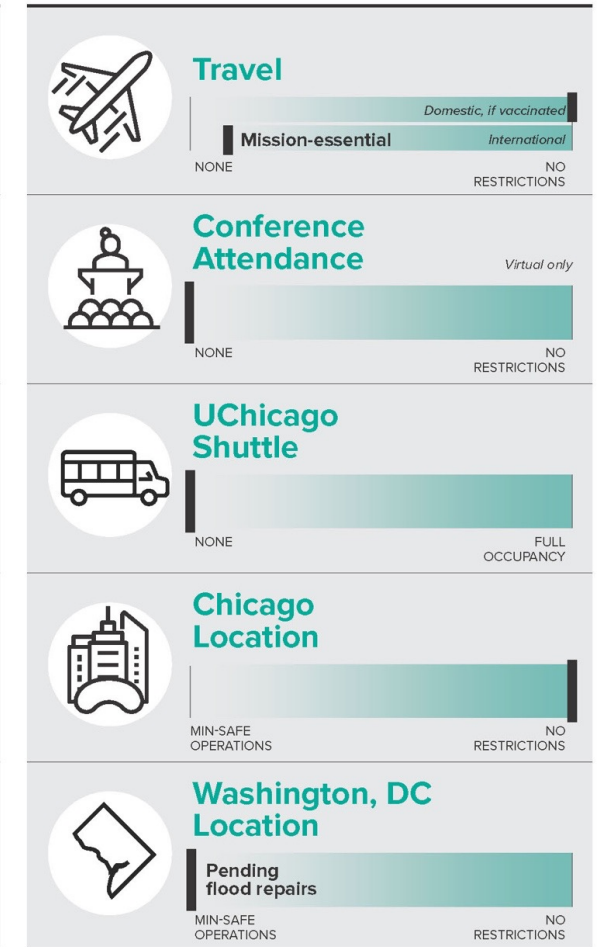 Travel
Domestic, if vaccinated
Mission-essential
International
NONE
NO
RESTRICTIONS
Conference
Attendance
Virtual only
NONE
NO
RESTRICTIONS
UChicago
Shuttle
NONE
FULL
OCCUPANCY
Chicago
Location
MIN-SAFE
OPERATIONS
NO
RESTRICTIONS
Washington, DC
Location
Pending
flood repairs
MIN-SAFE
OPERATIONS
NO
RESTRICTIONS